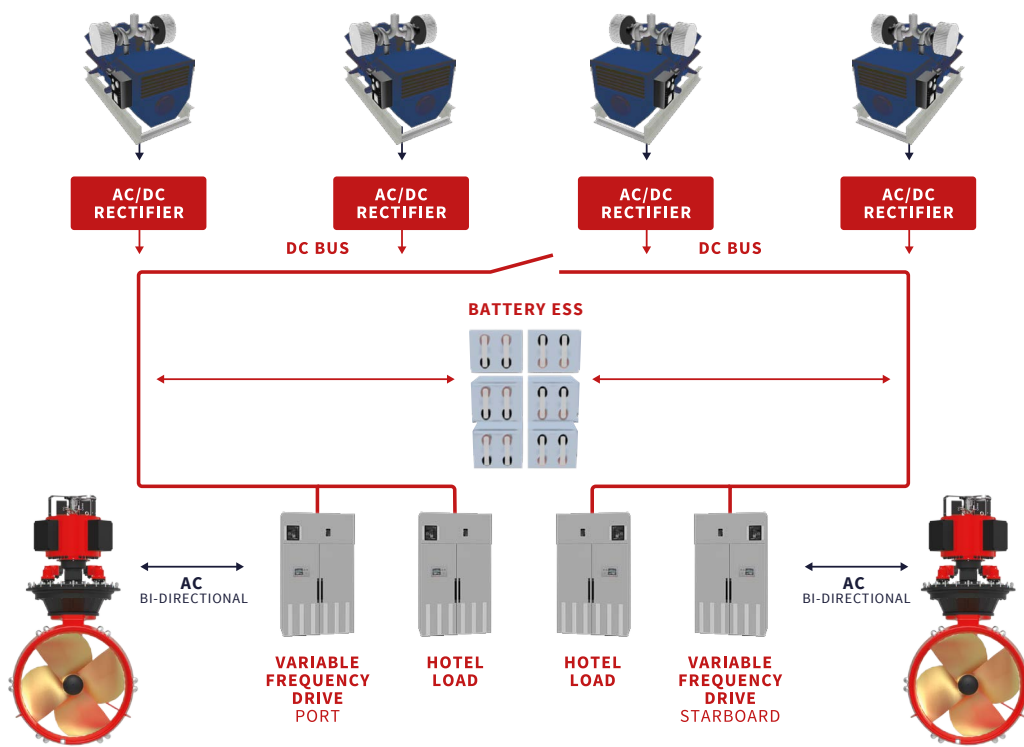 AC/DC
RECTIFIER
AC/DC
RECTIFIER
AC/DC
RECTIFIER
AC/DC
RECTIFIER
DC BUS
DC BUS
BATTERY ESS
AC
BI-DIRECTIONAL
AC
BI-DIRECTIONAL
VARIABLE
FREQUENCY
DRIVE
PORT
HOTEL
LOAD
HOTEL
LOAD
VARIABLE
FREQUENCY
DRIVE
STARBOARD